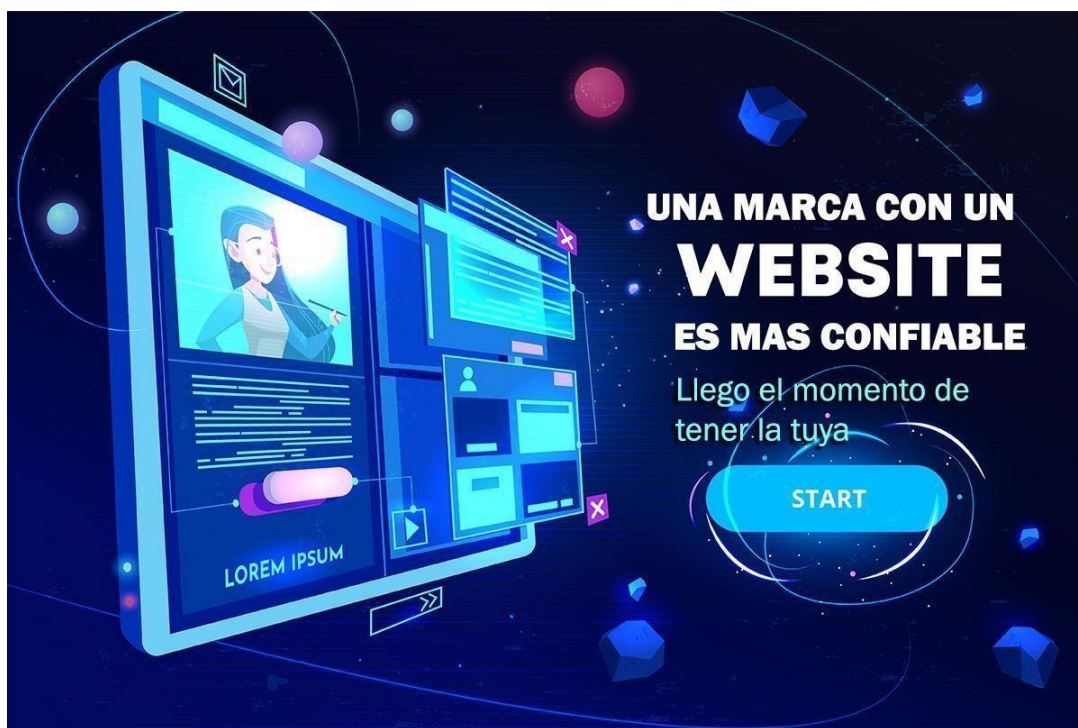 UNA MARCA CON UN
WEBSITE
ES MAS CONFIABLE
Llego el momento de
tener la tuya
START
LOREM IPSUM